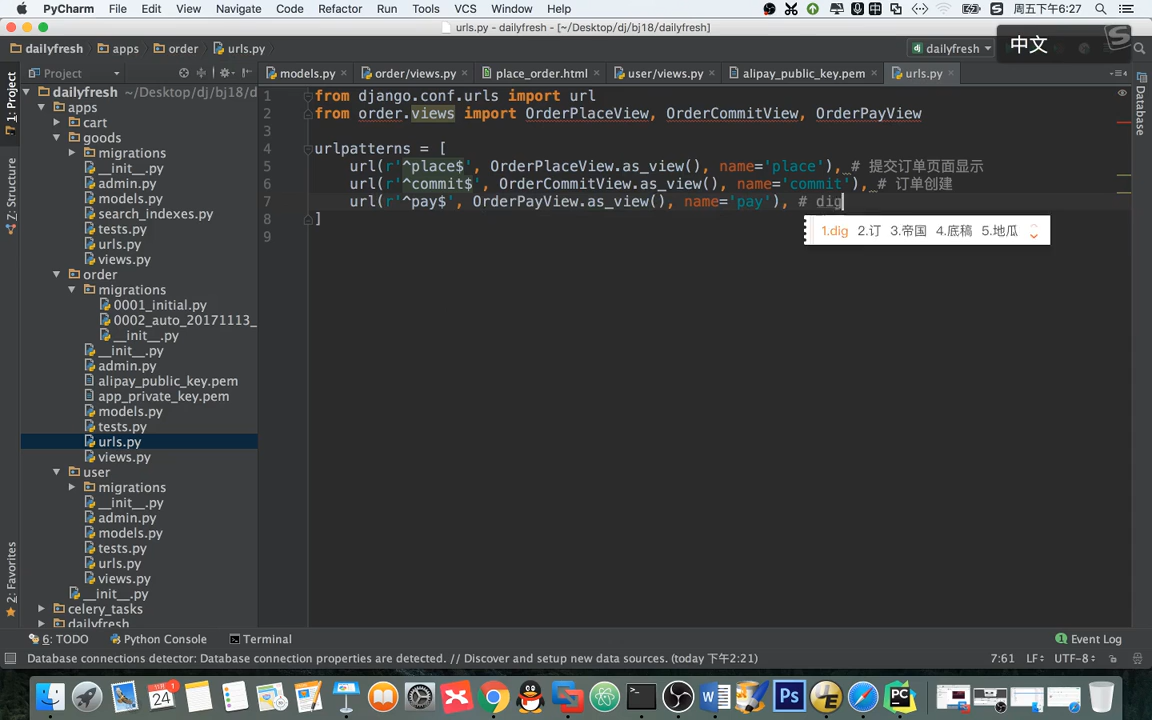 PyCharm File Edit View Navigate Code Refactor Run Tools VCS Window Help 周五下午6:27
urls.py - dailyfresh - [~/Desktop/dj/bj18/dailyfresh]
dailyfresh apps order urls.py dailyfresh 中文
Project models.py order/views.py place_order.html user/views.py alipay_public_key.pem urls.py
1: Project
Z: Structure
2: Favorites
Database
dailyfresh ~/Desktop/dj/bj18/d
apps
cart
goods
migrations
__init__.py
admin.py
models.py
search_indexes.py
tests.py
urls.py
views.py
order
migrations
0001_initial.py
0002_auto_20171113_
__init__.py
__init__.py
admin.py
alipay_public_key.pem
app_private_key.pem
models.py
tests.py
urls.py
views.py
user
migrations
__init__.py
admin.py
models.py
tests.py
urls.py
views.py
__init__.py
celery_tasks
dailyfresh
1 from django.conf.urls import url
2 from order.views import OrderPlaceView, OrderCommitView, OrderPayView
3
4 urlpatterns = [
5 url(r'^place$', OrderPlaceView.as_view(), name='place'), # 提交订单页面显示
6 url(r'^commit$', OrderCommitView.as_view(), name='commit'), # 订单创建
7 url(r'^pay$', OrderPayView.as_view(), name='pay'), # dig
8 ]
9
1.dig 2.订 3.帝国 4.底稿 5.地瓜
6: TODO Python Console Terminal 1 Event Log
Database connections detector: Database connection properties are detected. // Discover and setup new data sources. (today 下午2:21) 7:61 LF UTF-8